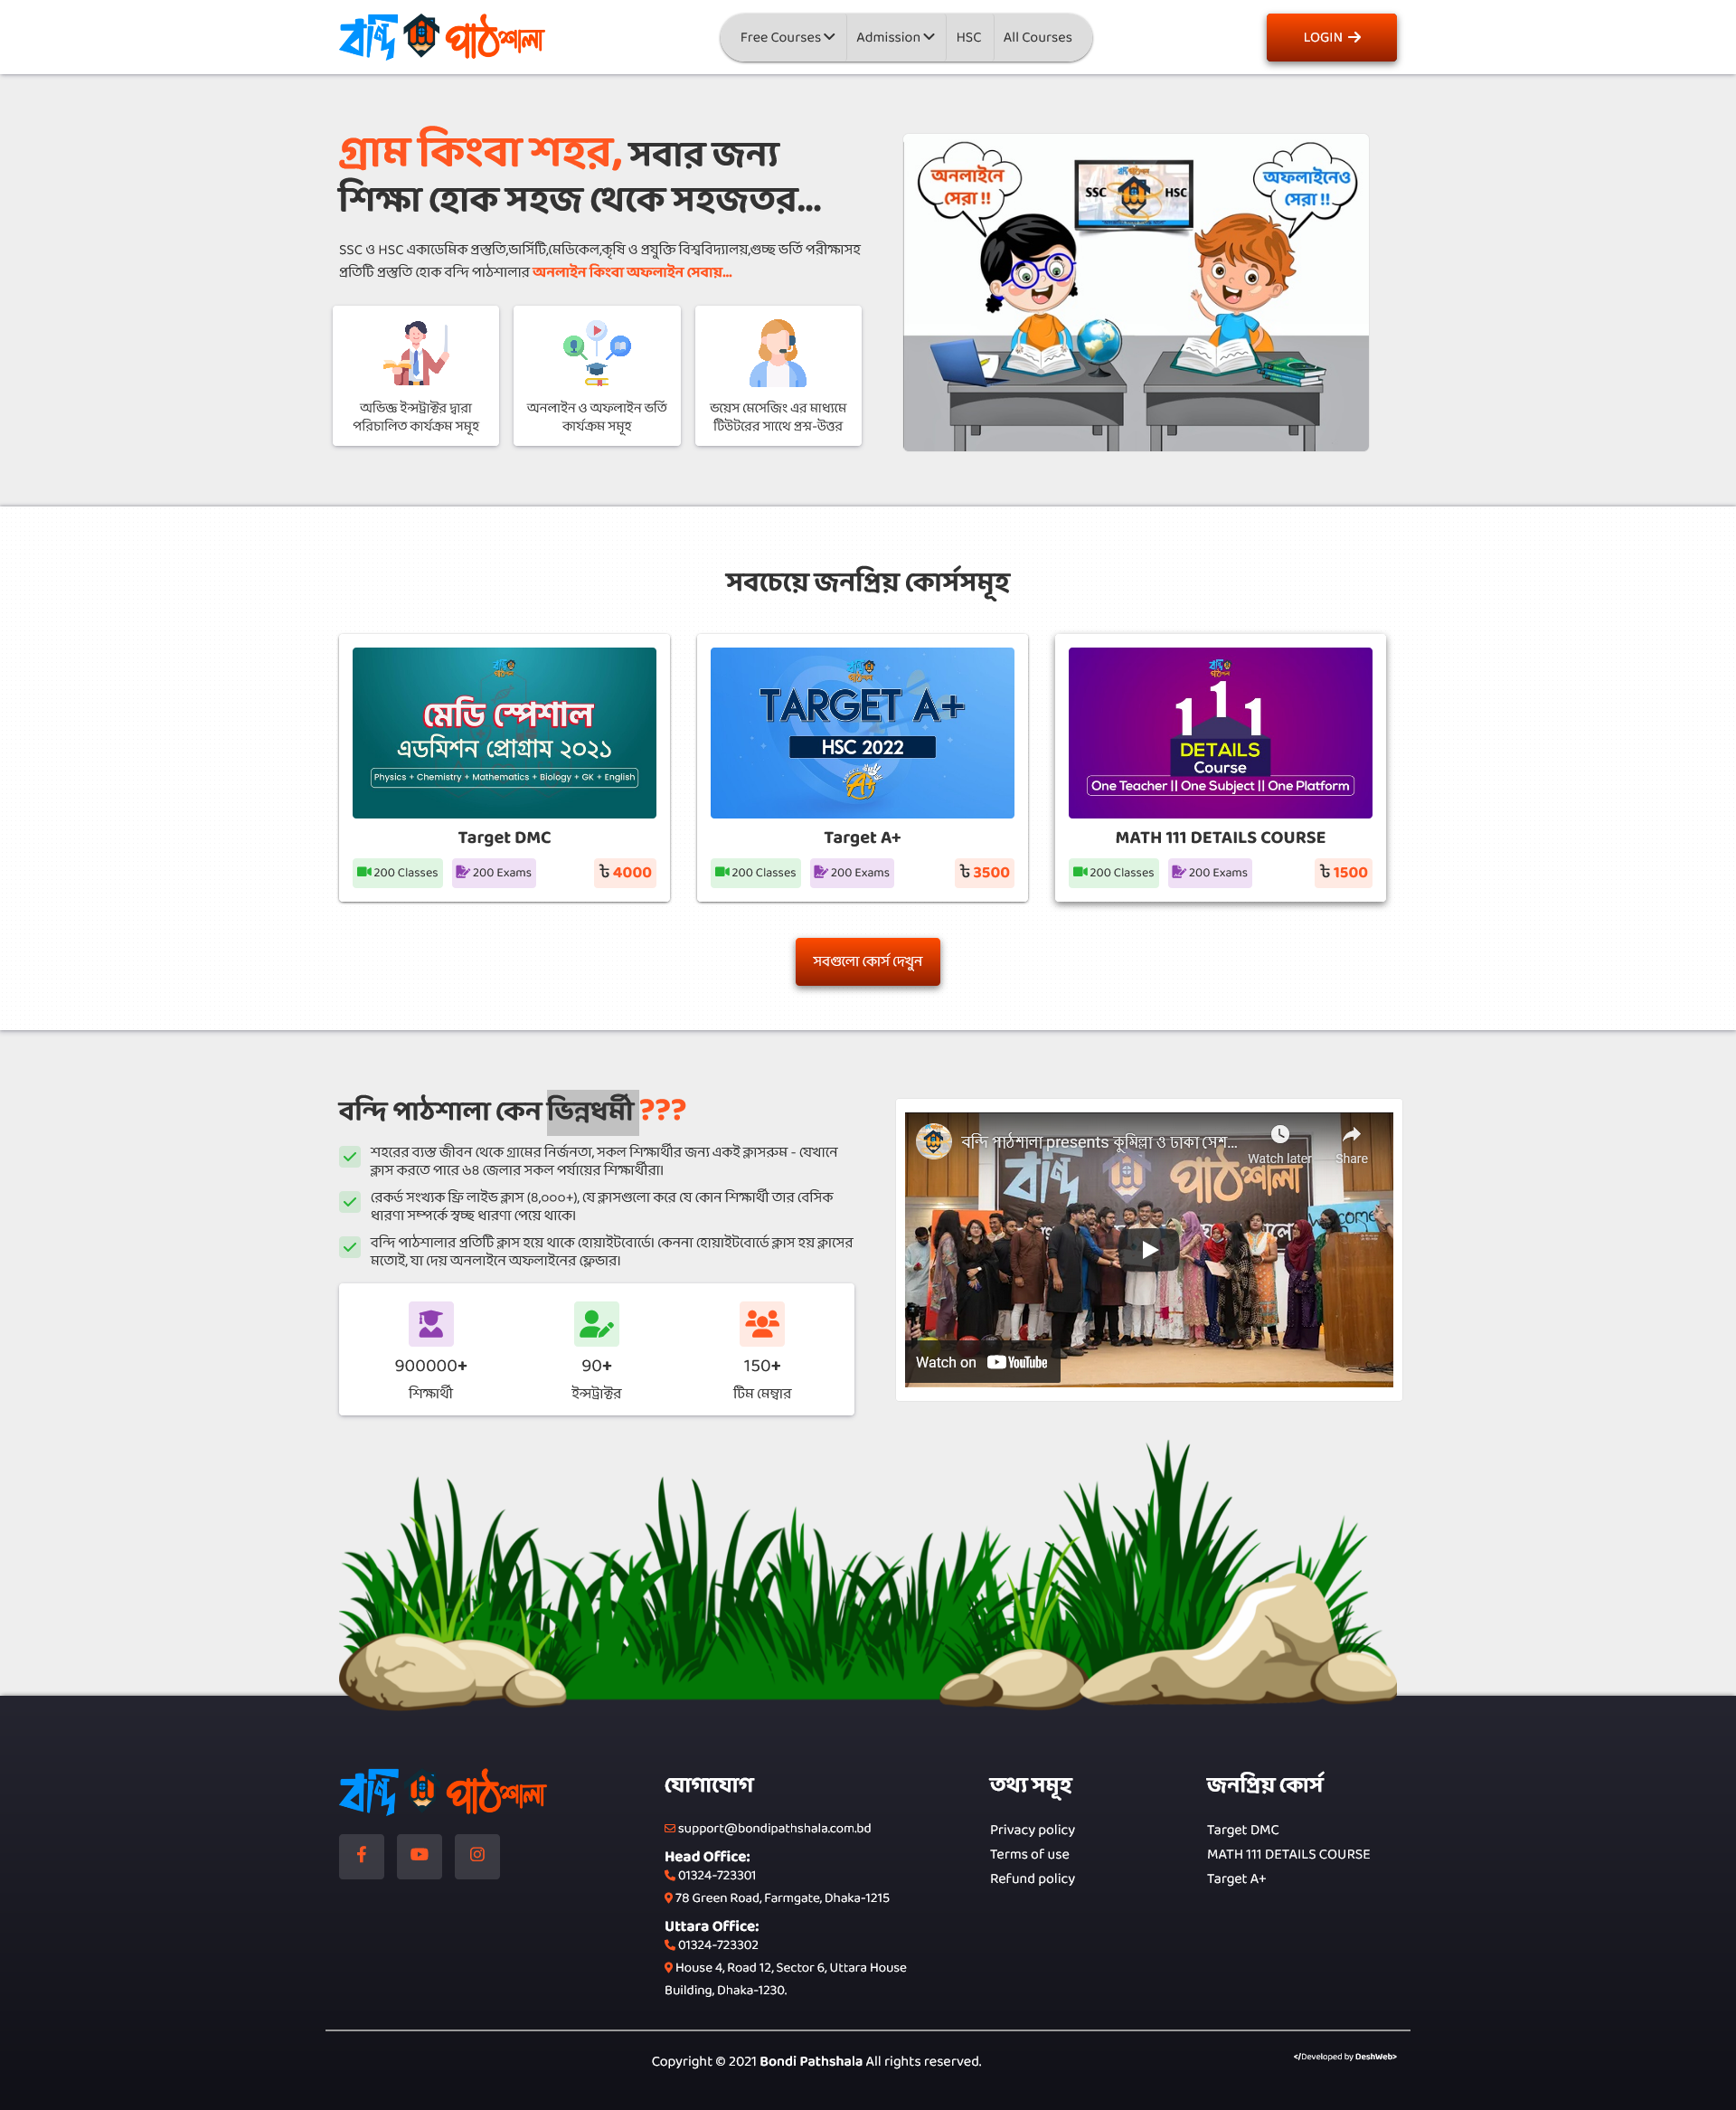 বন্দি পাঠশালা
Free Courses
Admission
HSC
All Courses
LOGIN
গ্রাম কিংবা শহর, সবার জন্য
শিক্ষা হোক সহজ থেকে সহজতর...
SSC ও HSC একাডেমিক প্রস্তুতি,ভার্সিটি,মেডিকেল,কৃষি ও প্রযুক্তি বিশ্ববিদ্যালয়,গুচ্ছ ভর্তি পরীক্ষাসহ
প্রতিটি প্রস্তুতি হোক বন্দি পাঠশালার অনলাইন কিংবা অফলাইন সেবায়...
অভিজ্ঞ ইন্সট্রাক্টর দ্বারা
পরিচালিত কার্যক্রম সমূহ
অনলাইন ও অফলাইন ভর্তি
কার্যক্রম সমূহ
ভয়েস মেসেজিং এর মাধ্যমে
টিউটরের সাথে প্রশ্ন-উত্তর
অনলাইনে
সেরা !!
SSC
HSC
অফলাইনেও
সেরা !!
সবচেয়ে জনপ্রিয় কোর্সসমূহ
মেডি স্পেশাল
এডমিশন প্রোগ্রাম ২০২১
Physics + Chemistry + Mathematics + Biology + GK + English
Target DMC
200 Classes
200 Exams
৳ 4000
TARGET A+
HSC 2022
Target A+
200 Classes
200 Exams
৳ 3500
111
DETAILS
Course
One Teacher || One Subject || One Platform
MATH 111 DETAILS COURSE
200 Classes
200 Exams
৳ 1500
সবগুলো কোর্স দেখুন
বন্দি পাঠশালা কেন ভিন্নধর্মী ???
শহরের ব্যস্ত জীবন থেকে গ্রামের নির্জনতা, সকল শিক্ষার্থীর জন্য একই ক্লাসরুম - যেখানে
ক্লাস করতে পারে ৬৪ জেলার সকল পর্যায়ের শিক্ষার্থীরা।
রেকর্ড সংখ্যক ফ্রি লাইভ ক্লাস (৪,০০০+), যে ক্লাসগুলো করে যে কোন শিক্ষার্থী তার বেসিক
ধারণা সম্পর্কে স্বচ্ছ ধারণা পেয়ে থাকে।
বন্দি পাঠশালার প্রতিটি ক্লাস হয়ে থাকে হোয়াইটবোর্ডে। কেননা হোয়াইটবোর্ডে ক্লাস হয় ক্লাসের
মতোই, যা দেয় অনলাইনে অফলাইনের ফ্লেভার।
900000+
শিক্ষার্থী
90+
ইন্সট্রাক্টর
150+
টিম মেম্বার
বন্দি পাঠশালা presents কুমিল্লা ও ঢাকা সেশ...
Watch later
Share
বন্দি পাঠশালা
Welcome
Watch on YouTube
বন্দি পাঠশালা
যোগাযোগ
support@bondipathshala.com.bd
Head Office:
01324-723301
78 Green Road, Farmgate, Dhaka-1215
Uttara Office:
01324-723302
House 4, Road 12, Sector 6, Uttara House
Building, Dhaka-1230.
তথ্য সমূহ
Privacy policy
Terms of use
Refund policy
জনপ্রিয় কোর্স
Target DMC
MATH 111 DETAILS COURSE
Target A+
Copyright © 2021 Bondi Pathshala All rights reserved.
</Developed by DeshWeb>